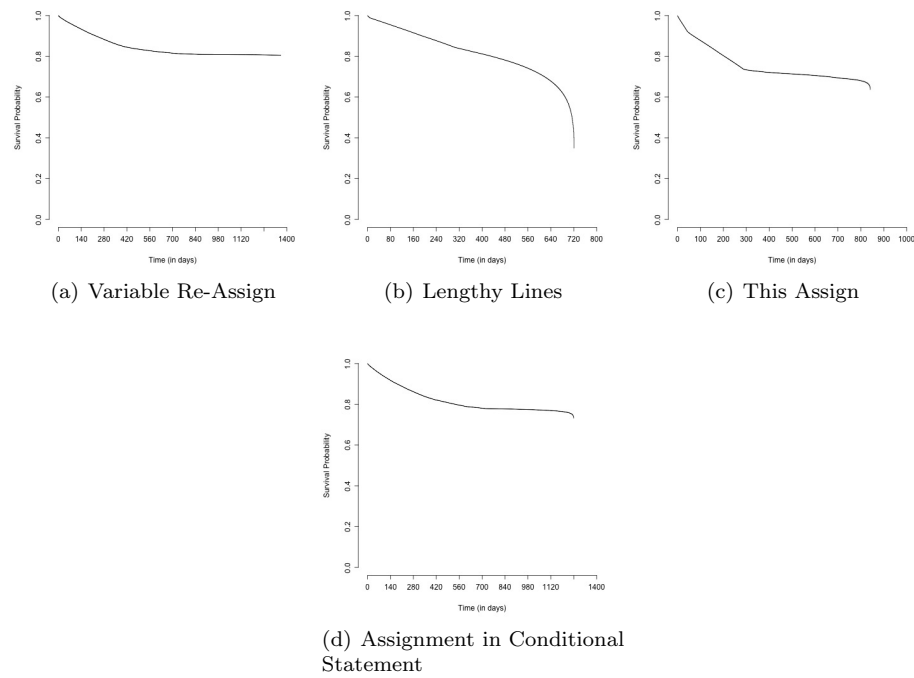 Survival Probability
0.0 0.2 0.4 0.6 0.8 1.0
0 140 280 420 560 700 840 980 1120 1400
Time (in days)
(a) Variable Re-Assign
Survival Probability
0.0 0.2 0.4 0.6 0.8 1.0
0 80 160 240 320 400 480 560 640 720 800
Time (in days)
(b) Lengthy Lines
Survival Probability
0.0 0.2 0.4 0.6 0.8 1.0
0 100 200 300 400 500 600 700 800 900 1000
Time (in days)
(c) This Assign
Survival Probability
0.0 0.2 0.4 0.6 0.8 1.0
0 140 280 420 560 700 840 980 1120 1400
Time (in days)
(d) Assignment in Conditional
Statement